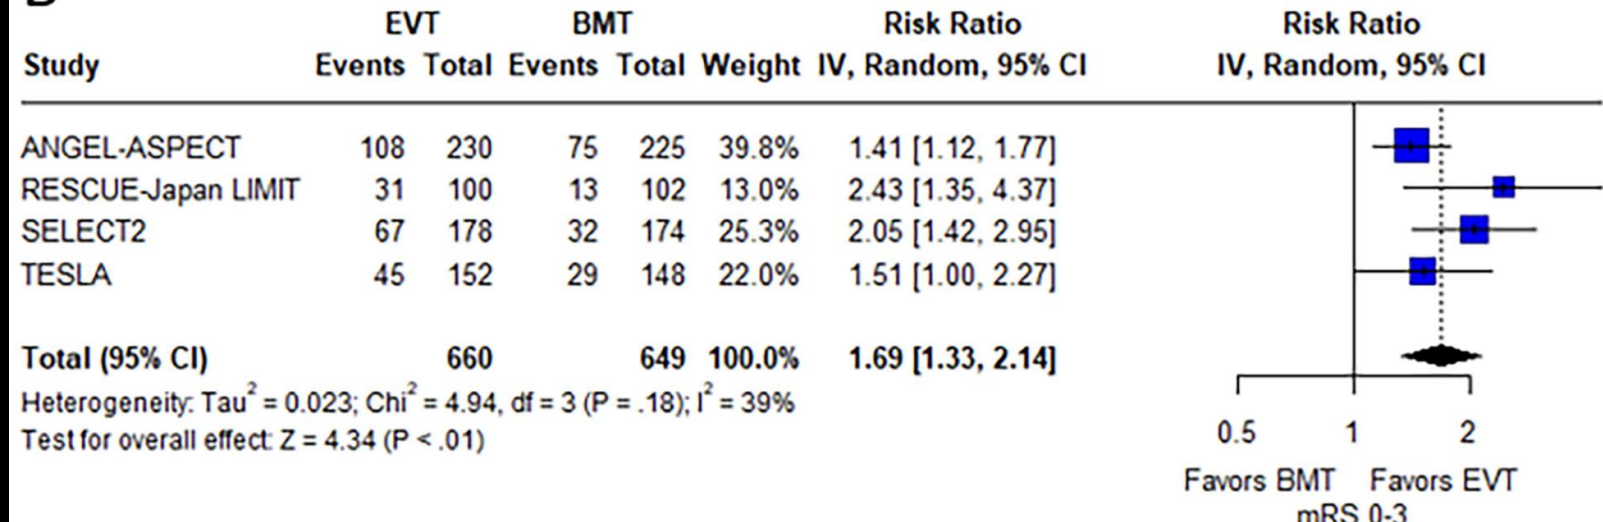 EVT BMT Risk Ratio Risk Ratio
Study Events Total Events Total Weight IV, Random, 95% CI IV, Random, 95% CI
ANGEL-ASPECT 108 230 75 225 39.8% 1.41 [1.12, 1.77]
RESCUE-Japan LIMIT 31 100 13 102 13.0% 2.43 [1.35, 4.37]
SELECT2 67 178 32 174 25.3% 2.05 [1.42, 2.95]
TESLA 45 152 29 148 22.0% 1.51 [1.00, 2.27]
Total (95% CI) 660 649 100.0% 1.69 [1.33, 2.14]
Heterogeneity: Tau² = 0.023; Chi² = 4.94, df = 3 (P = .18); I² = 39%
Test for overall effect: Z = 4.34 (P < .01)
0.5 1 2
Favors BMT Favors EVT
mRS 0-3